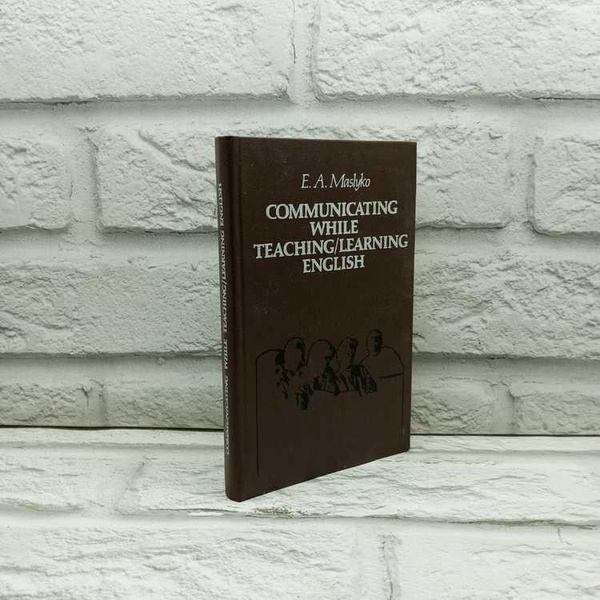 E. A. Maslyko
COMMUNICATING
WHILE
TEACHING/LEARNING
ENGLISH
COMMUNICATING WHILE TEACHING/LEARNING ENGLISH